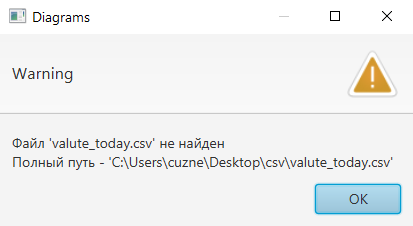 Diagrams
Warning
Файл 'valute_today.csv' не найден
Полный путь - 'C:\Users\cuzne\Desktop\csv\valute_today.csv'
OK